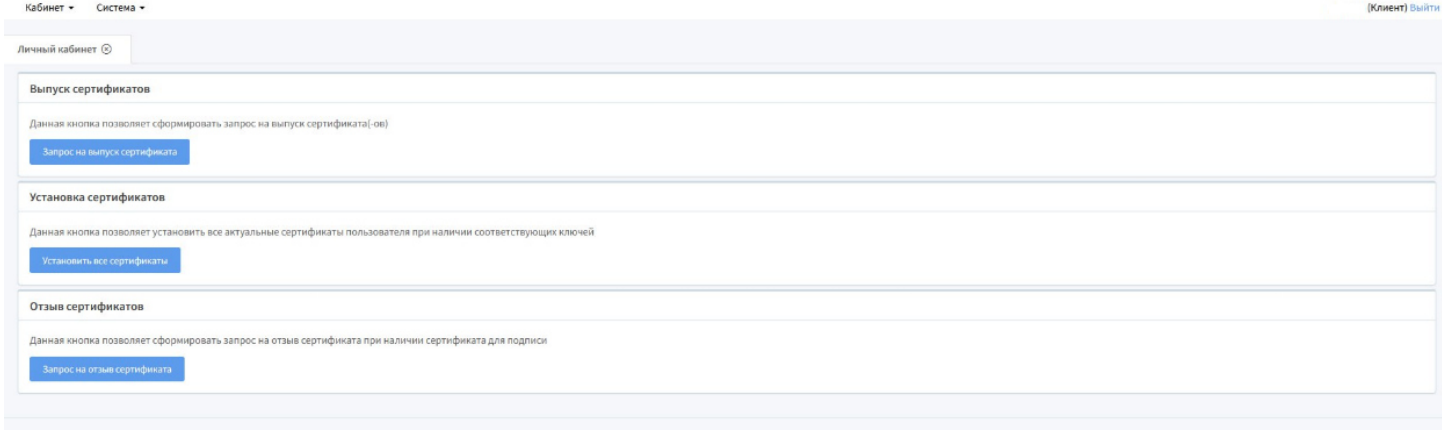 Кабинет Система (Клиент) Выйти
Личный кабинет
Выпуск сертификатов
Данная кнопка позволяет сформировать запрос на выпуск сертификата(-ов)
Запрос на выпуск сертификата
Установка сертификатов
Данная кнопка позволяет установить все актуальные сертификаты пользователя при наличии соответствующих ключей
Установить все сертификаты
Отзыв сертификатов
Данная кнопка позволяет сформировать запрос на отзыв сертификата при наличии сертификата для подписи
Запрос на отзыв сертификата